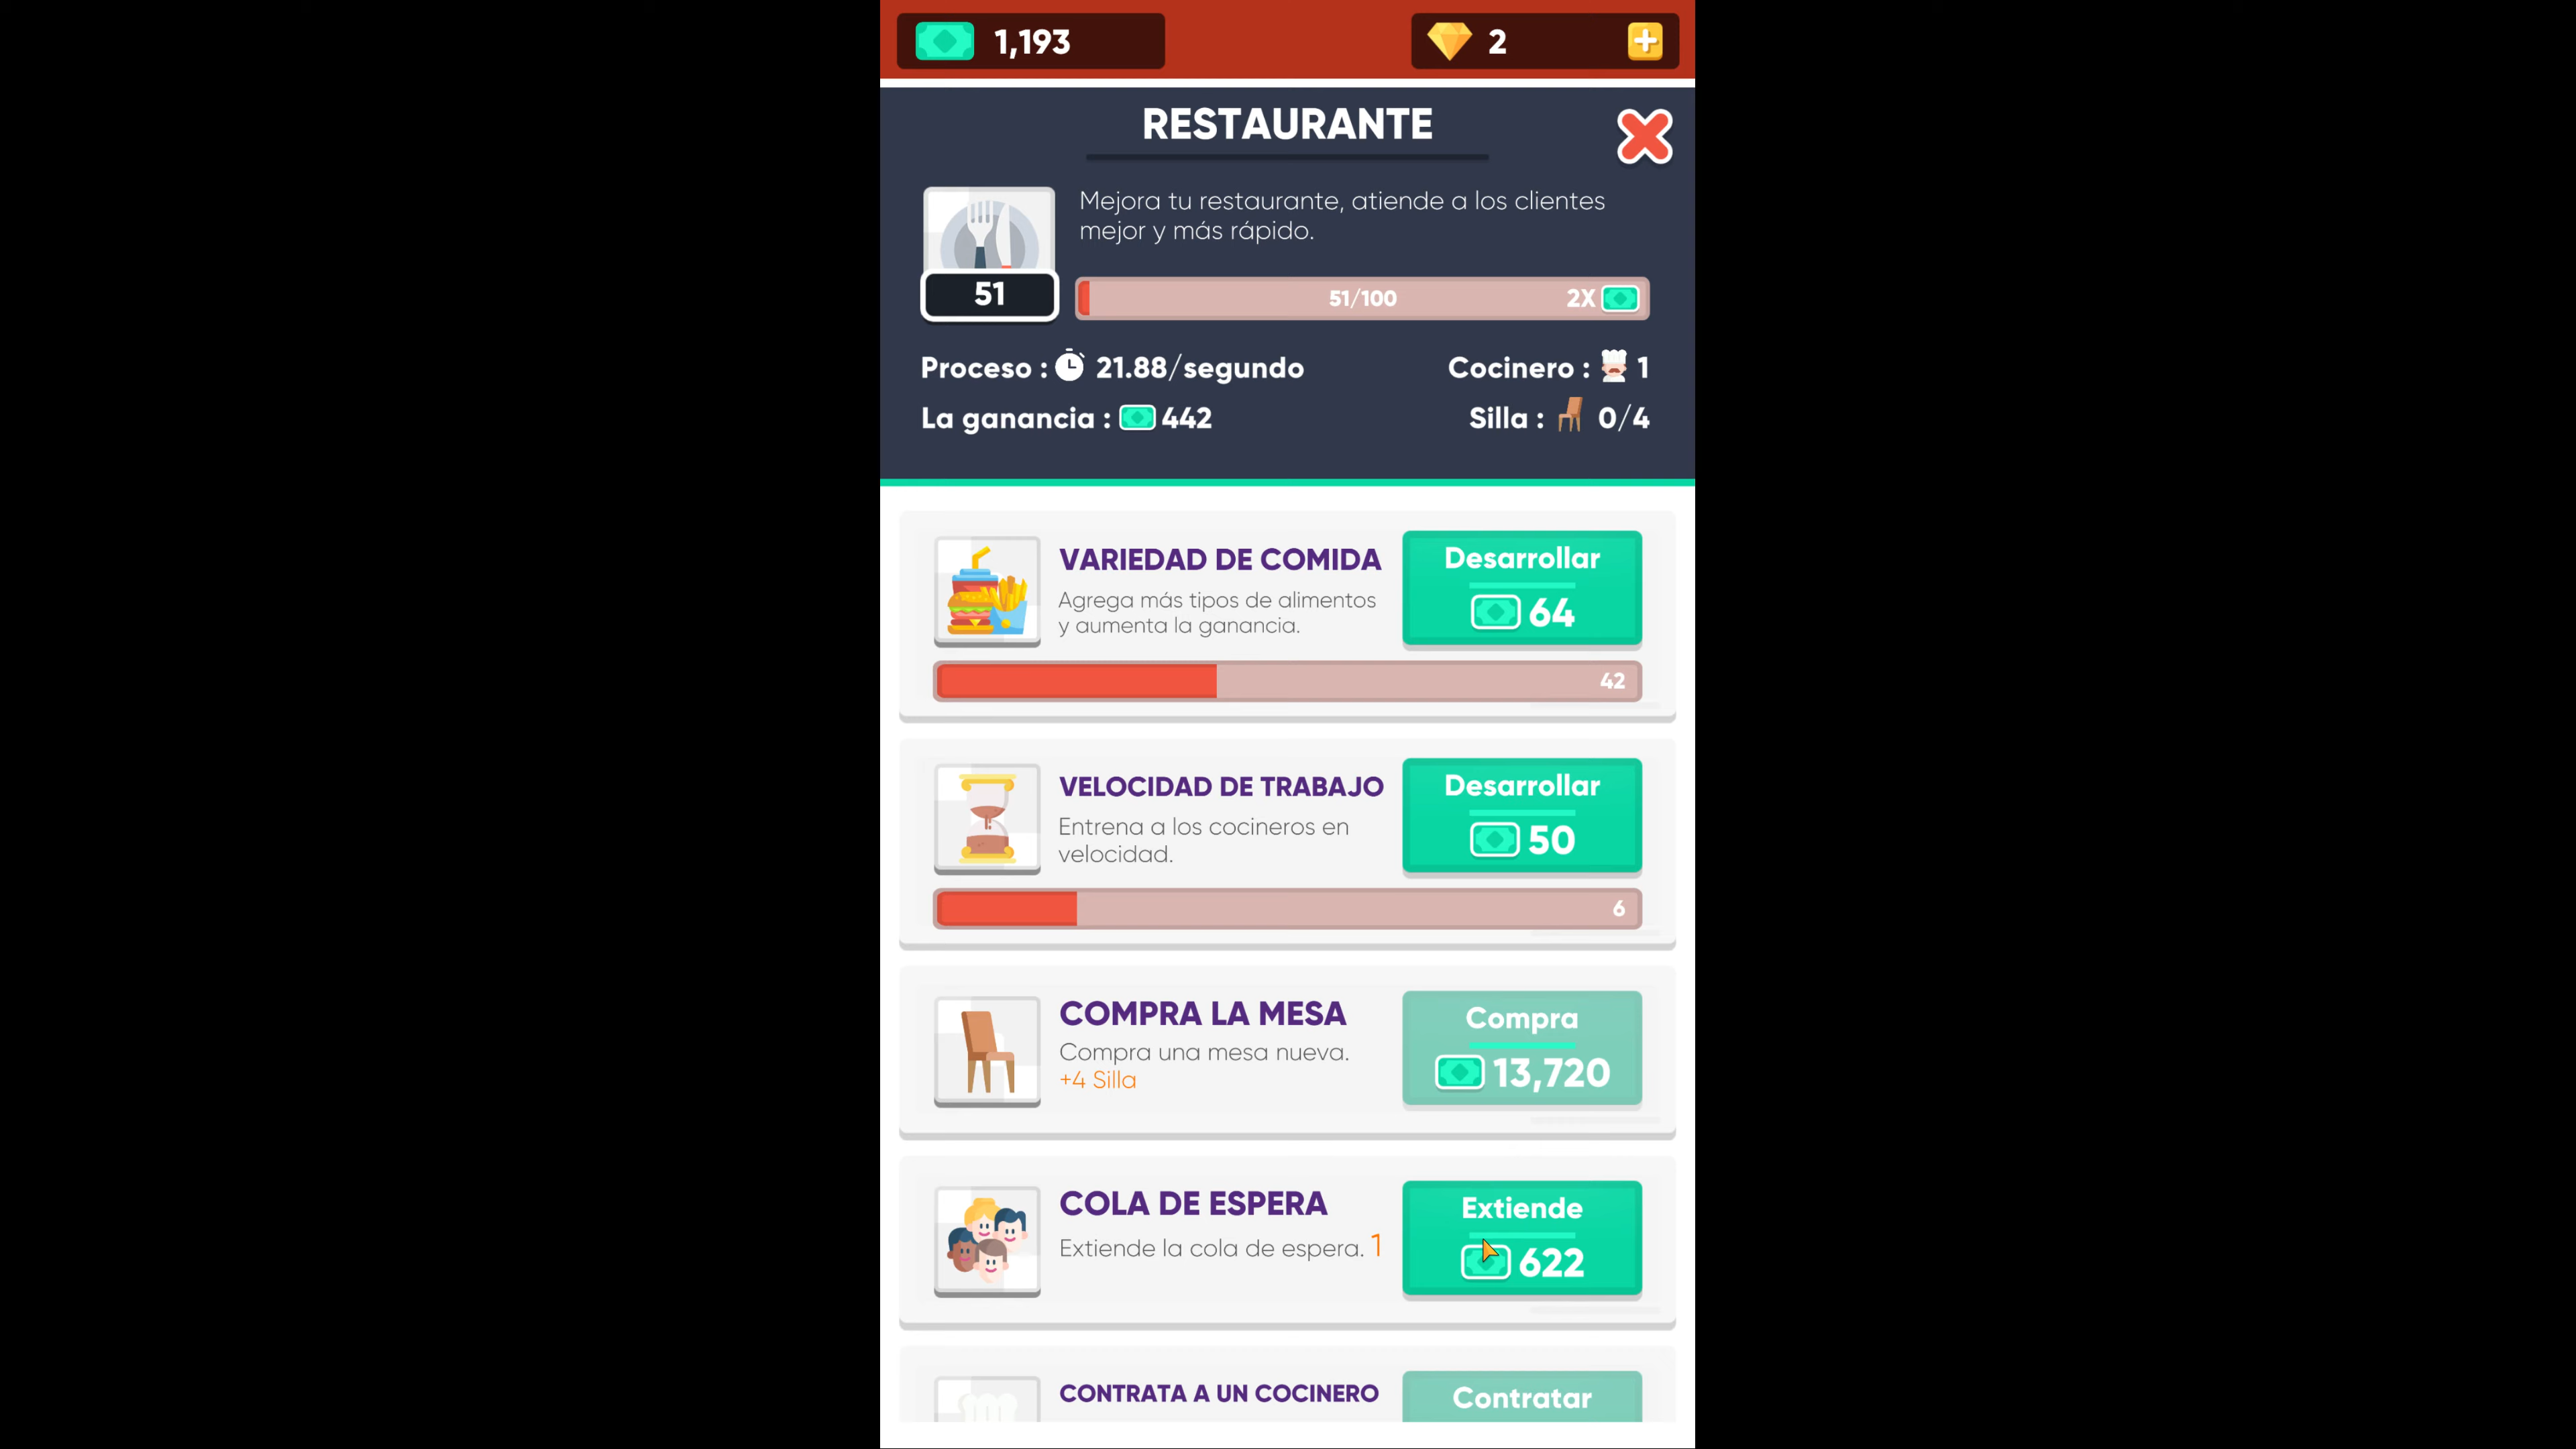 1,193
2
RESTAURANTE
Mejora tu restaurante, atiende a los clientes
mejor y más rápido.
51
51/100
2X
Proceso : 21.88/segundo
Cocinero : 1
La ganancia : 442
Silla : 0/4
VARIEDAD DE COMIDA
Agrega más tipos de alimentos
y aumenta la ganancia.
Desarrollar
64
42
VELOCIDAD DE TRABAJO
Entrena a los cocineros en
velocidad.
Desarrollar
50
6
COMPRA LA MESA
Compra una mesa nueva.
+4 Silla
Compra
13,720
COLA DE ESPERA
Extiende la cola de espera. 1
Extiende
622
CONTRATA A UN COCINERO
Contratar